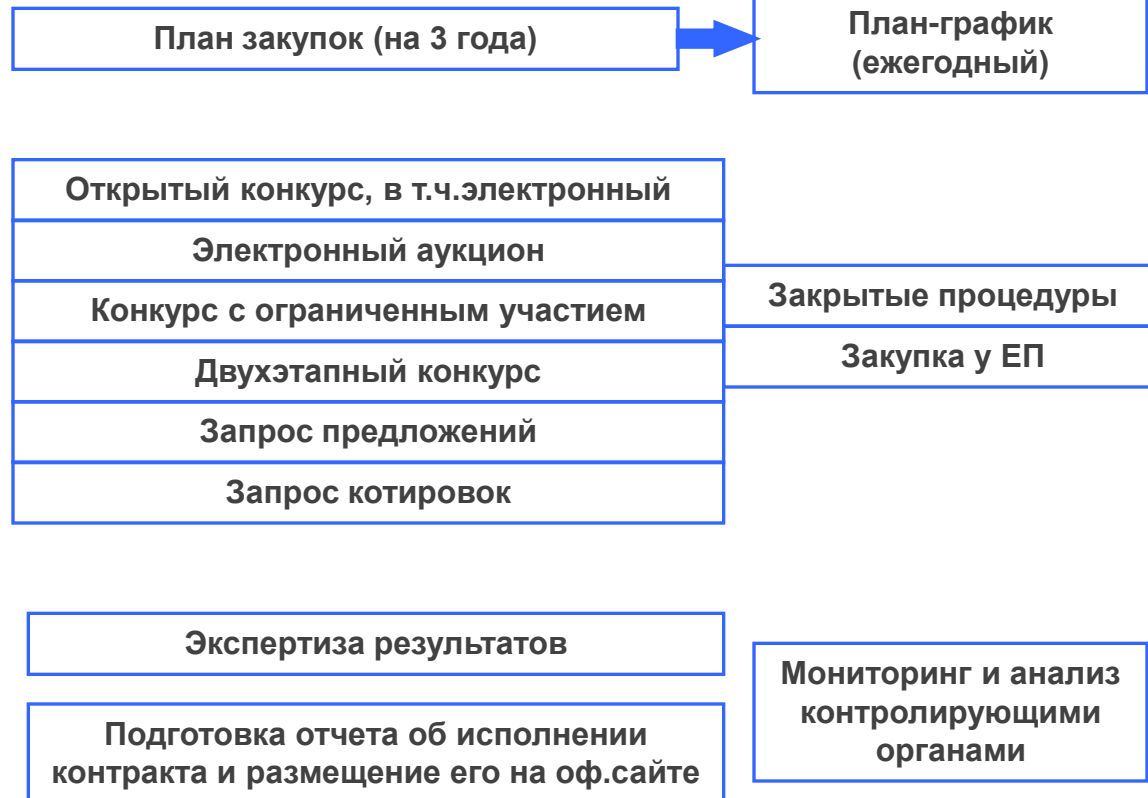 План закупок (на 3 года)
План-график
(ежегодный)
Открытый конкурс, в т.ч.электронный
Электронный аукцион
Конкурс с ограниченным участием
Двухэтапный конкурс
Запрос предложений
Запрос котировок
Закрытые процедуры
Закупка у ЕП
Экспертиза результатов
Подготовка отчета об исполнении
контракта и размещение его на оф.сайте
Мониторинг и анализ
контролирующими
органами